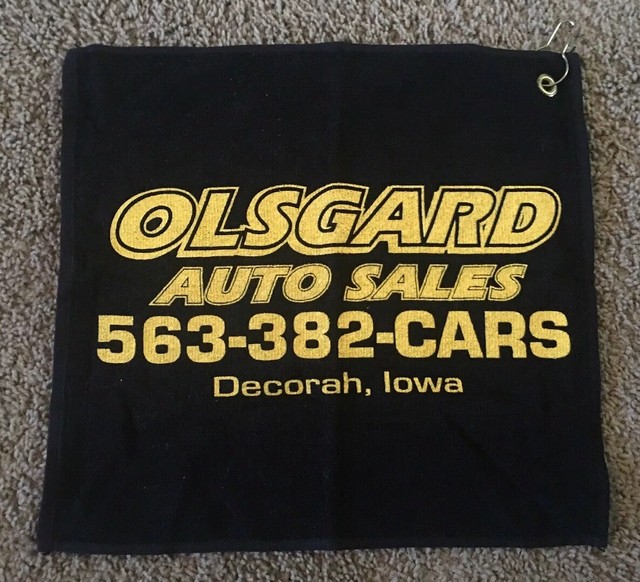 OLSGARD
AUTO SALES
563-382-CARS
Decorah, Iowa